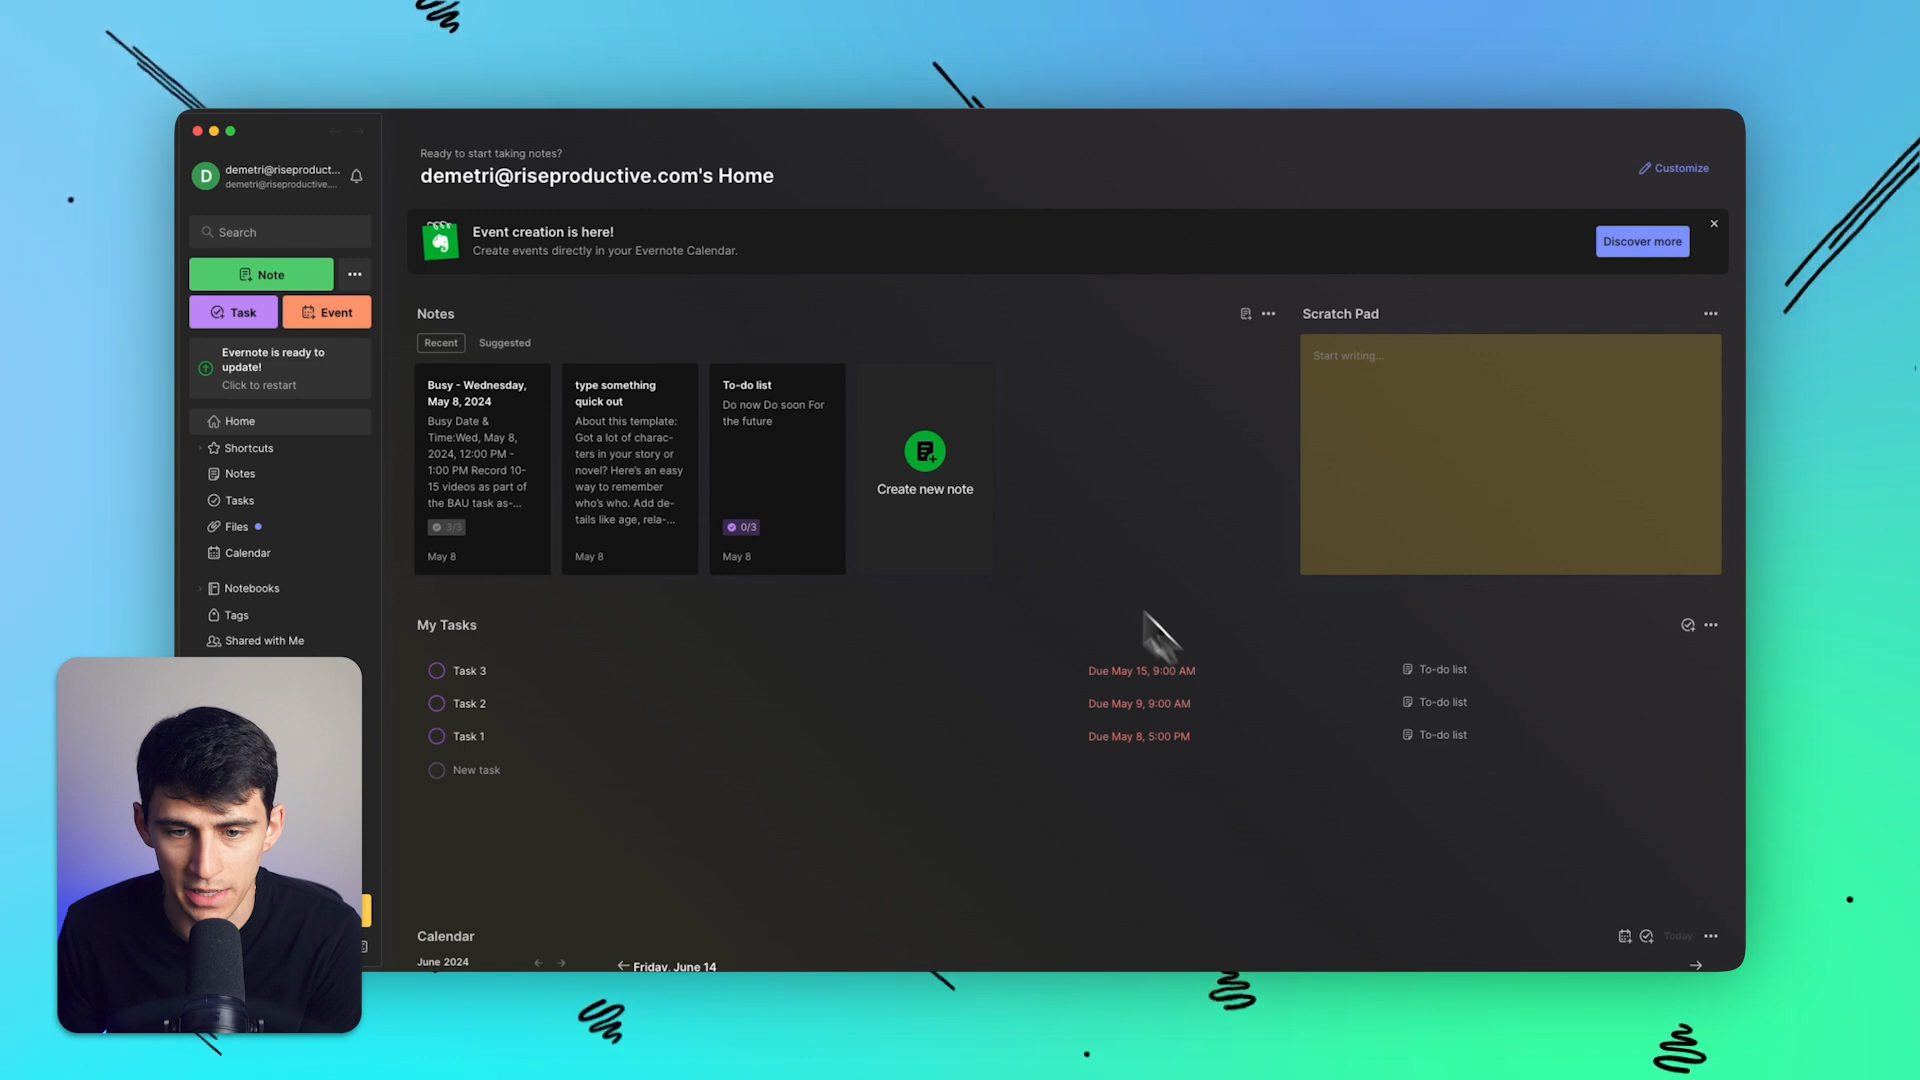 demetri@riseproduct...
demetri@riseproductive....
D
Search
Note
Task
Event
Evernote is ready to
update!
Click to restart
Home
Shortcuts
Notes
Tasks
Files
Calendar
Notebooks
Tags
Shared with Me
Ready to start taking notes?
demetri@riseproductive.com's Home
Customize
Event creation is here!
Create events directly in your Evernote Calendar.
Discover more
Notes
Recent
Suggested
Busy - Wednesday,
May 8, 2024
Busy Date &
Time:Wed, May 8,
2024, 12:00 PM -
1:00 PM Record 10-
15 videos as part of
the BAU task as-...
3/3
May 8
type something
quick out
About this template:
Got a lot of charac-
ters in your story or
novel? Here's an easy
way to remember
who's who. Add de-
tails like age, rela-...
May 8
To-do list
Do now Do soon For
the future
0/3
May 8
Create new note
Scratch Pad
Start writing...
My Tasks
Task 3
Due May 15, 9:00 AM
To-do list
Task 2
Due May 9, 9:00 AM
To-do list
Task 1
Due May 8, 5:00 PM
To-do list
New task
Calendar
Today
June 2024
Friday, June 14